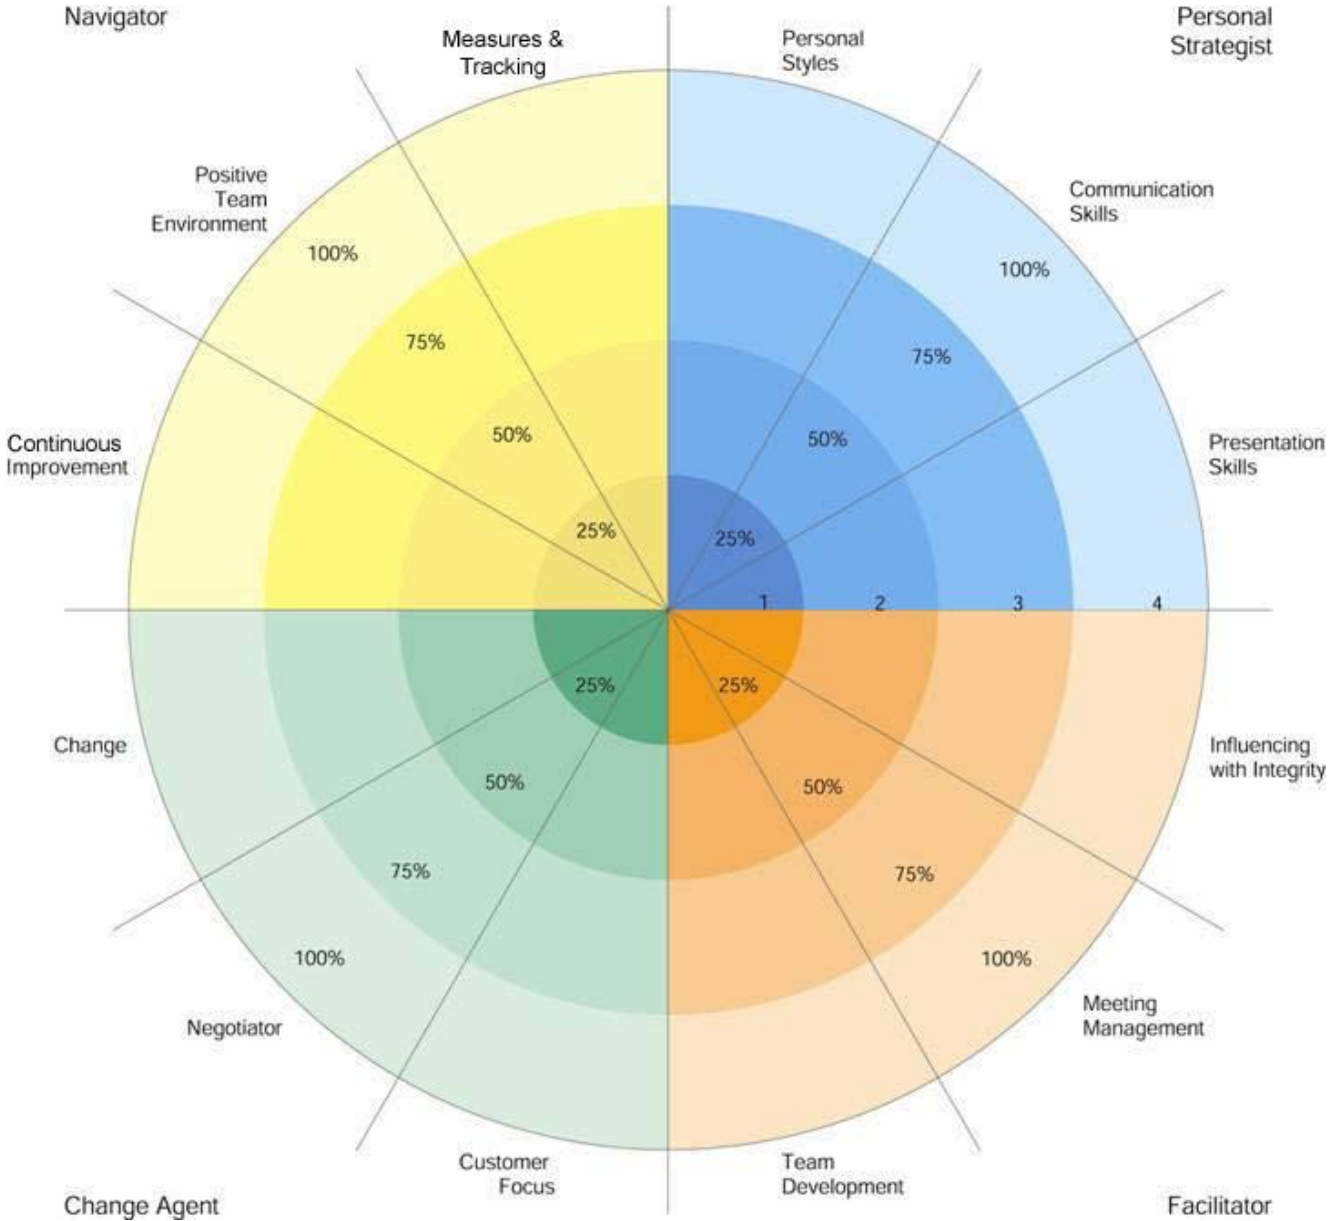 Navigator
Personal
Strategist
Measures &
Tracking
Personal
Styles
Positive
Team
Environment
Communication
Skills
100%
100%
75%
75%
Continuous
Improvement
50%
50%
Presentation
Skills
25%
25%
1
2
3
4
25%
25%
Change
Influencing
with Integrity
50%
50%
75%
75%
100%
100%
Negotiator
Meeting
Management
Customer
Focus
Team
Development
Change Agent
Facilitator